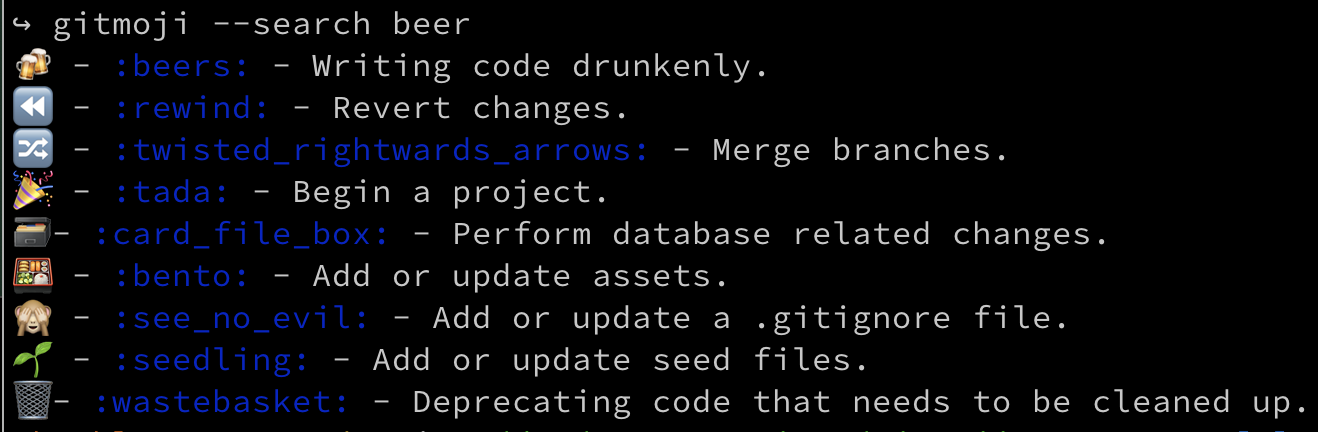 ↪ gitmoji --search beer
🍻 - :beers: - Writing code drunkenly.
⏪ - :rewind: - Revert changes.
🔀 - :twisted_rightwards_arrows: - Merge branches.
🎉 - :tada: - Begin a project.
🗃- :card_file_box: - Perform database related changes.
🍱 - :bento: - Add or update assets.
🙈 - :see_no_evil: - Add or update a .gitignore file.
🌱 - :seedling: - Add or update seed files.
🗑- :wastebasket: - Deprecating code that needs to be cleaned up.